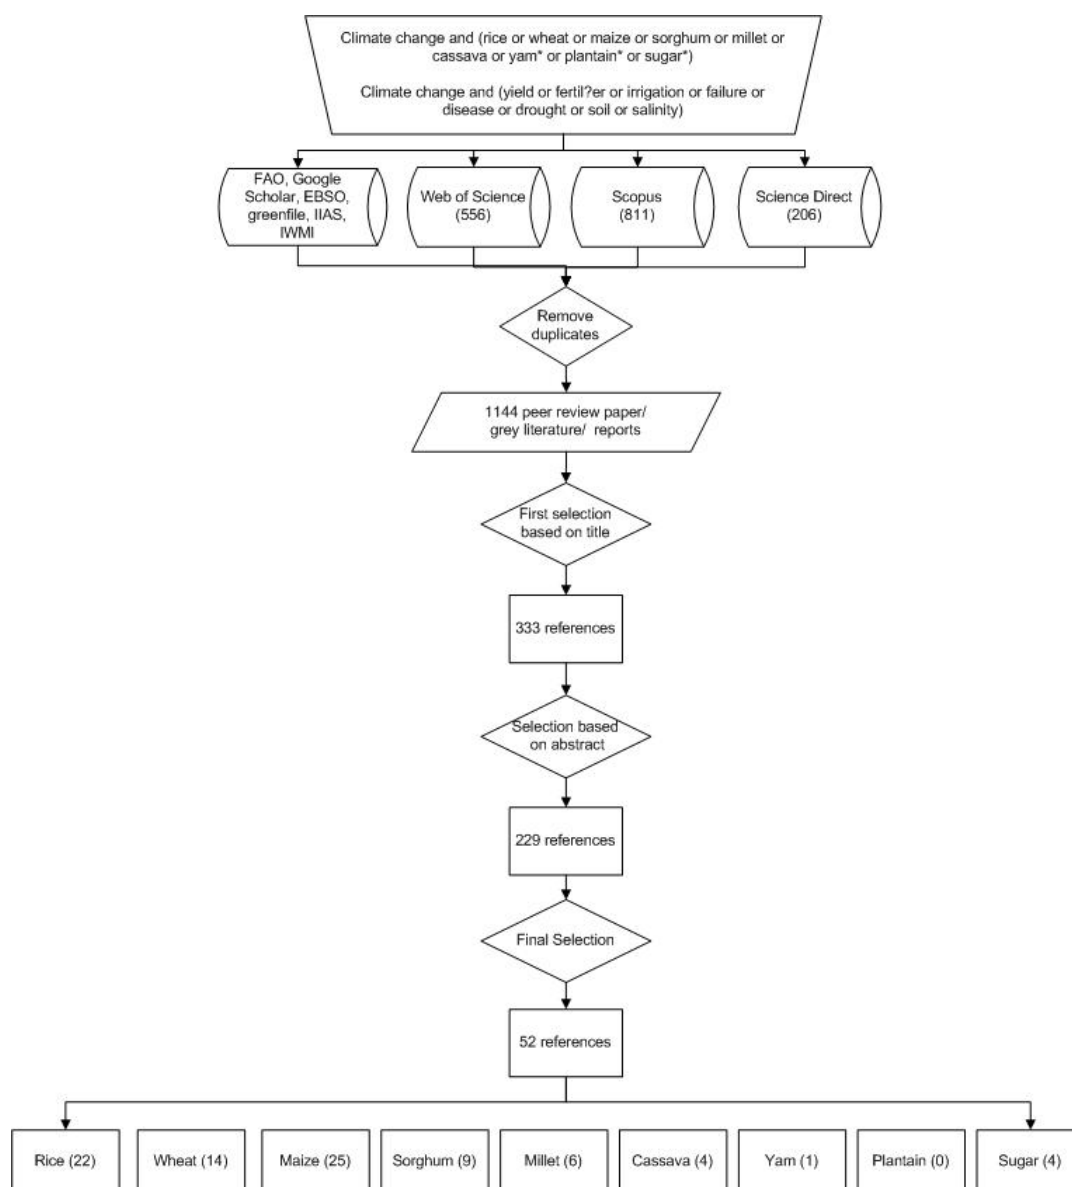 Climate change and (rice or wheat or maize or sorghum or millet or
cassava or yam* or plantain* or sugar*)
Climate change and (yield or fertil?er or irrigation or failure or
disease or drought or soil or salinity)
FAO, Google
Scholar, EBSO,
greenfile, IIAS,
IWMI
Web of Science
(556)
Scopus
(811)
Science Direct
(206)
Remove
duplicates
1144 peer review paper/
grey literature/ reports
First selection
based on title
333 references
Selection based
on abstract
229 references
Final Selection
52 references
Rice (22)
Wheat (14)
Maize (25)
Sorghum (9)
Millet (6)
Cassava (4)
Yam (1)
Plantain (0)
Sugar (4)